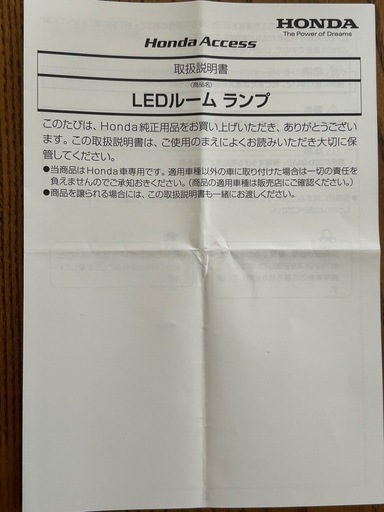 HONDA
The Power of Dreams
Honda Access
取扱説明書
(商品名)
LEDルーム ランプ
このたびは、Honda純正用品をお買い上げいただき、ありがとうござい
ます。この取扱説明書は、ご使用のまえによくお読みいただき大切に保
管してください。
●当商品はHonda車専用です。適用車種以外の車に取り付けた場合は一切の責任を
負えませんのでご承知おきください。(商品の適用車種は販売店にご確認ください。)
●商品を譲られる場合には、この取扱説明書も一緒にお渡しください。